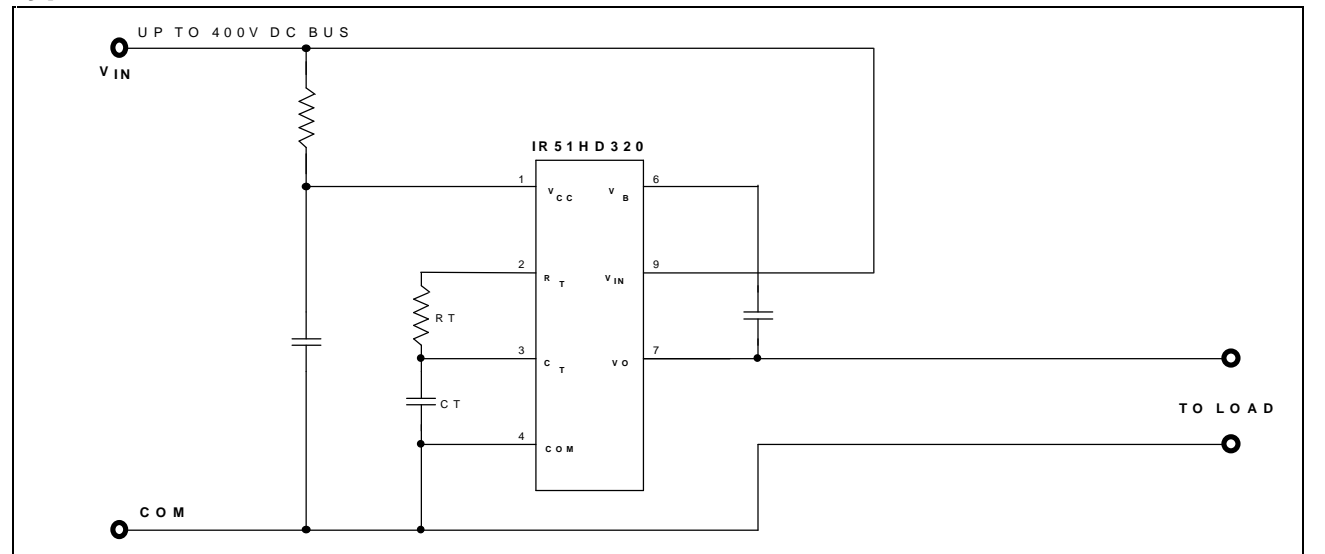 UP TO 400V DC BUS
VIN
IR51HD320
1
VCC
VB
6
2
RT
VIN
9
RT
3
CT
VO
7
CT
TO LOAD
4
COM
COM